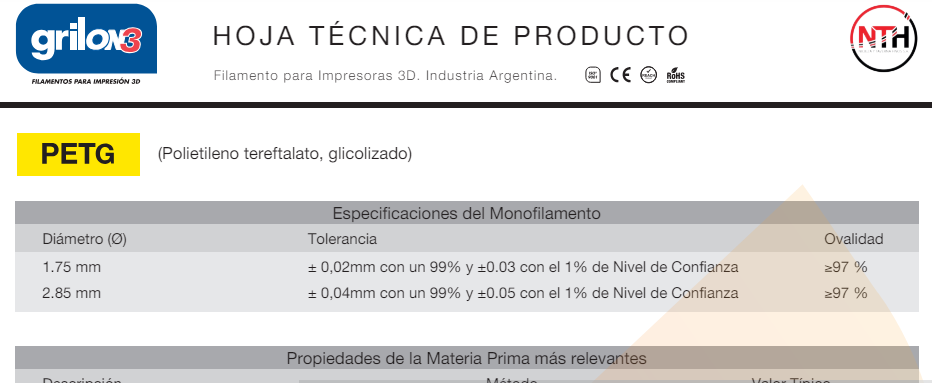 grilon3
FILAMENTOS PARA IMPRESIÓN 3D
HOJA TÉCNICA DE PRODUCTO
Filamento para Impresoras 3D. Industria Argentina.
CE
REACH
RoHS
COMPLIANT
NTH
PETG
(Polietileno tereftalato, glicolizado)
Especificaciones del Monofilamento
Diámetro (Ø) Tolerancia Ovalidad
1.75 mm ± 0,02mm con un 99% y ±0.03 con el 1% de Nivel de Confianza ≥97 %
2.85 mm ± 0,04mm con un 99% y ±0.05 con el 1% de Nivel de Confianza ≥97 %
Propiedades de la Materia Prima más relevantes
Descripción Método Valor Típico